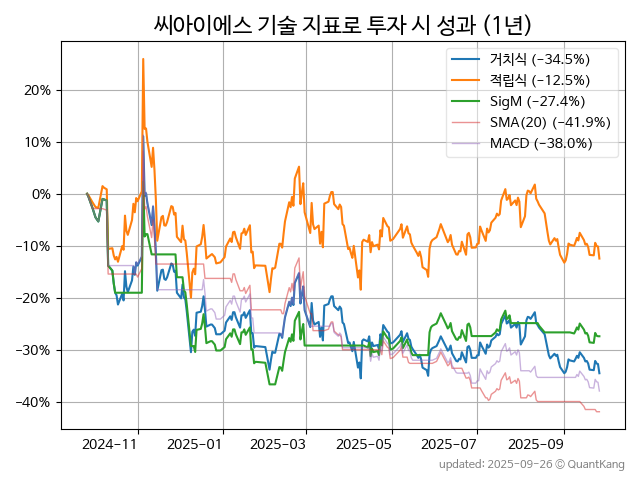 씨아이에스 기술 지표로 투자 시 성과 (1년)
거치식 (−34.5%)
적립식 (−12.5%)
SigM (−27.4%)
SMA(20) (−41.9%)
MACD (−38.0%)
20%
10%
0%
−10%
−20%
−30%
−40%
2024-11
2025-01
2025-03
2025-05
2025-07
2025-09
updated: 2025-09-26 © QuantKang